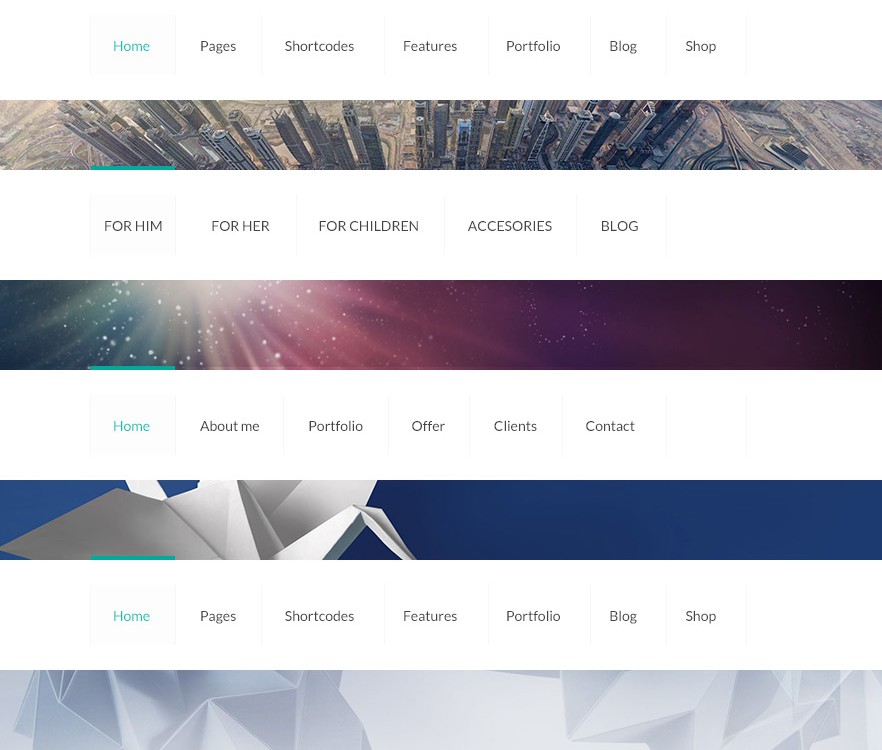 Home Pages Shortcodes Features Portfolio Blog Shop
FOR HIM FOR HER FOR CHILDREN ACCESORIES BLOG
Home About me Portfolio Offer Clients Contact
Home Pages Shortcodes Features Portfolio Blog Shop